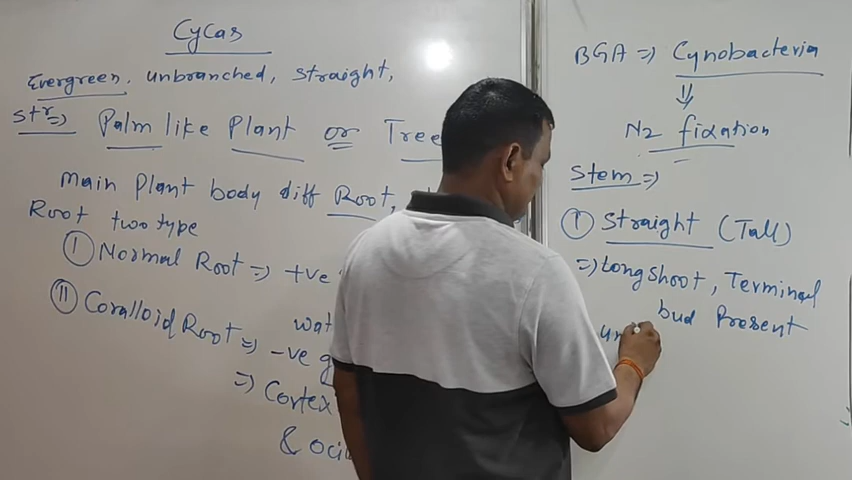 Cycas
Evergreen, unbranched, straight,
str ⇒ Palm like Plant or Tree
Main Plant body diff Root,
Root two type
I Normal Root ⇒ +ve
II Coralloid Root ⇒ -ve g
wat
⇒ Cortex
&
BGA ⇒ Cynobacteria
⇓
N2 fixation
Stem ⇒
I Straight (Tall)
⇒ Long shoot, Terminal
bud Present
un